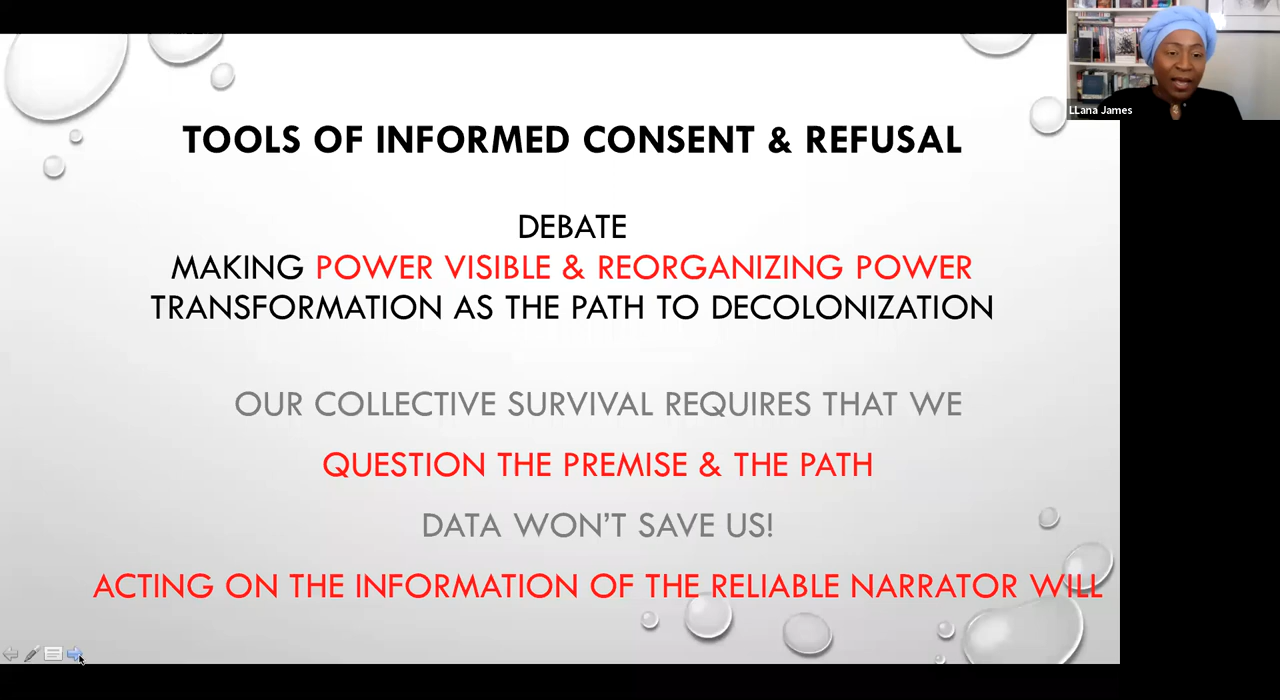 LLana James
TOOLS OF INFORMED CONSENT & REFUSAL
DEBATE
MAKING POWER VISIBLE & REORGANIZING POWER
TRANSFORMATION AS THE PATH TO DECOLONIZATION
OUR COLLECTIVE SURVIVAL REQUIRES THAT WE
QUESTION THE PREMISE & THE PATH
DATA WON'T SAVE US!
ACTING ON THE INFORMATION OF THE RELIABLE NARRATOR WILL